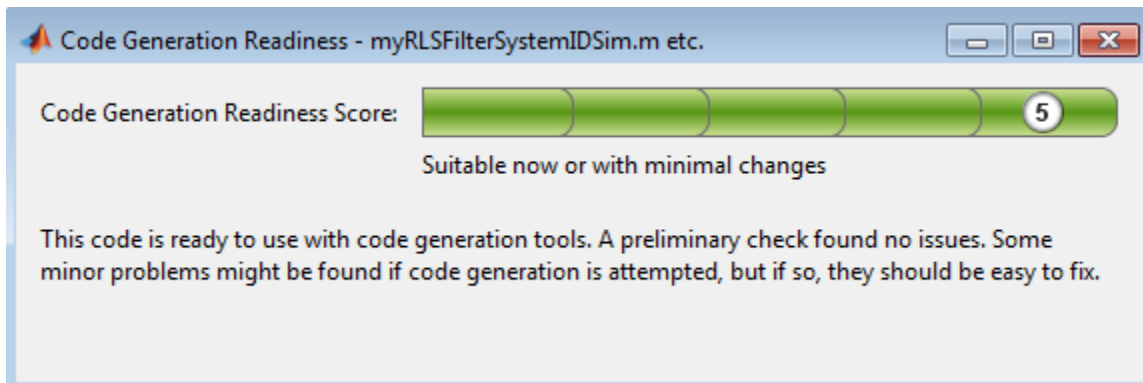 Code Generation Readiness - myRLSFilterSystemIDSim.m etc.
Code Generation Readiness Score:
5
Suitable now or with minimal changes
This code is ready to use with code generation tools. A preliminary check found no issues. Some
minor problems might be found if code generation is attempted, but if so, they should be easy to fix.